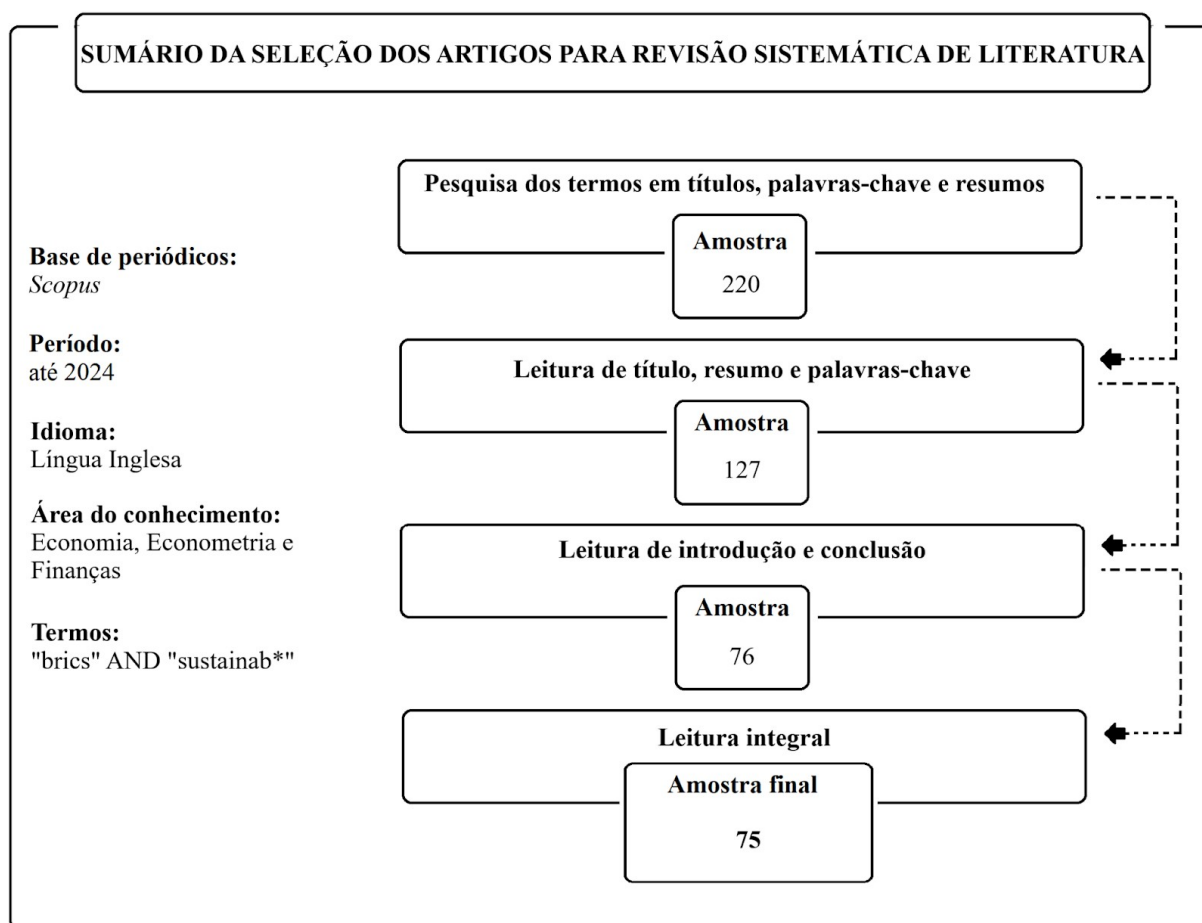 SUMÁRIO DA SELEÇÃO DOS ARTIGOS PARA REVISÃO SISTEMÁTICA DE LITERATURA
Base de periódicos:
Scopus
Período:
até 2024
Idioma:
Língua Inglesa
Área do conhecimento:
Economia, Econometria e
Finanças
Termos:
"brics" AND "sustainab*"
Pesquisa dos termos em títulos, palavras-chave e resumos
Amostra
220
Leitura de título, resumo e palavras-chave
Amostra
127
Leitura de introdução e conclusão
Amostra
76
Leitura integral
Amostra final
75